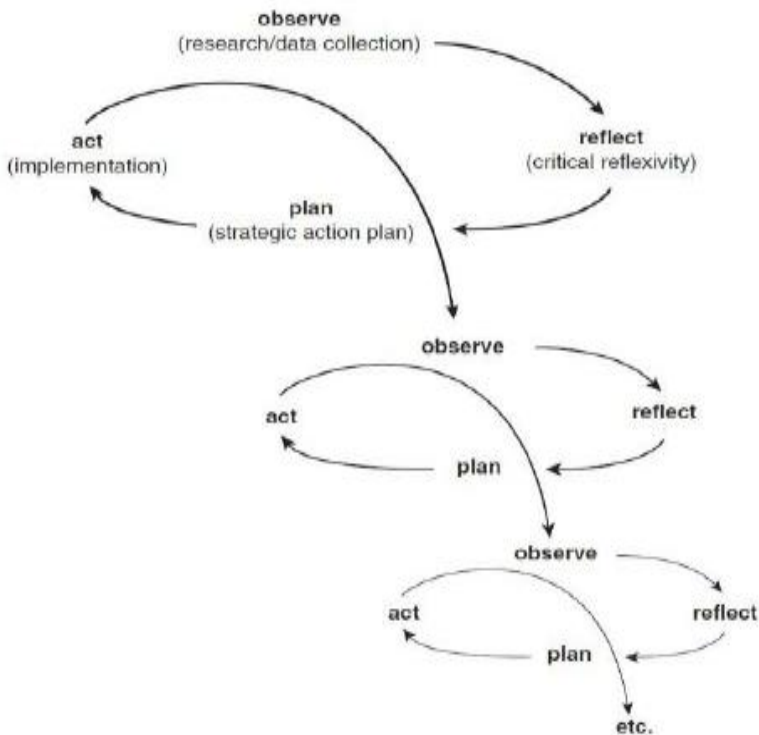 observe
(research/data collection)
act
(implementation)
reflect
(critical reflexivity)
plan
(strategic action plan)
observe
act
reflect
plan
observe
act
reflect
plan
etc.